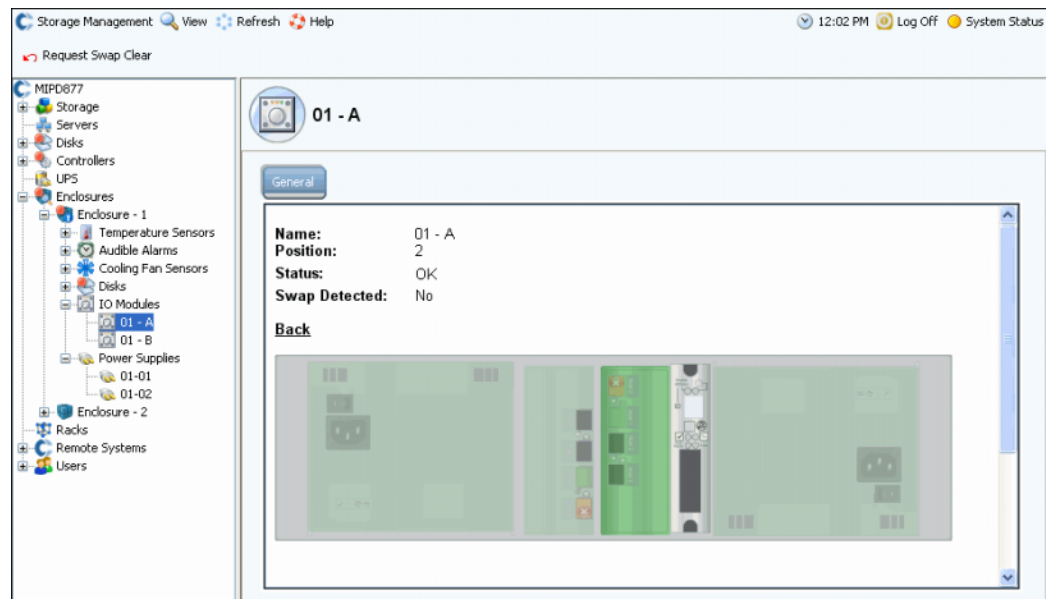 Storage Management View Refresh Help 12:02 PM Log Off System Status
Request Swap Clear
MIPD877
Storage
Servers
Disks
Controllers
UPS
Enclosures
Enclosure - 1
Temperature Sensors
Audible Alarms
Cooling Fan Sensors
Disks
IO Modules
01 - A
01 - B
Power Supplies
01-01
01-02
Enclosure - 2
Racks
Remote Systems
Users
01 - A
General
Name: 01 - A
Position: 2
Status: OK
Swap Detected: No
Back